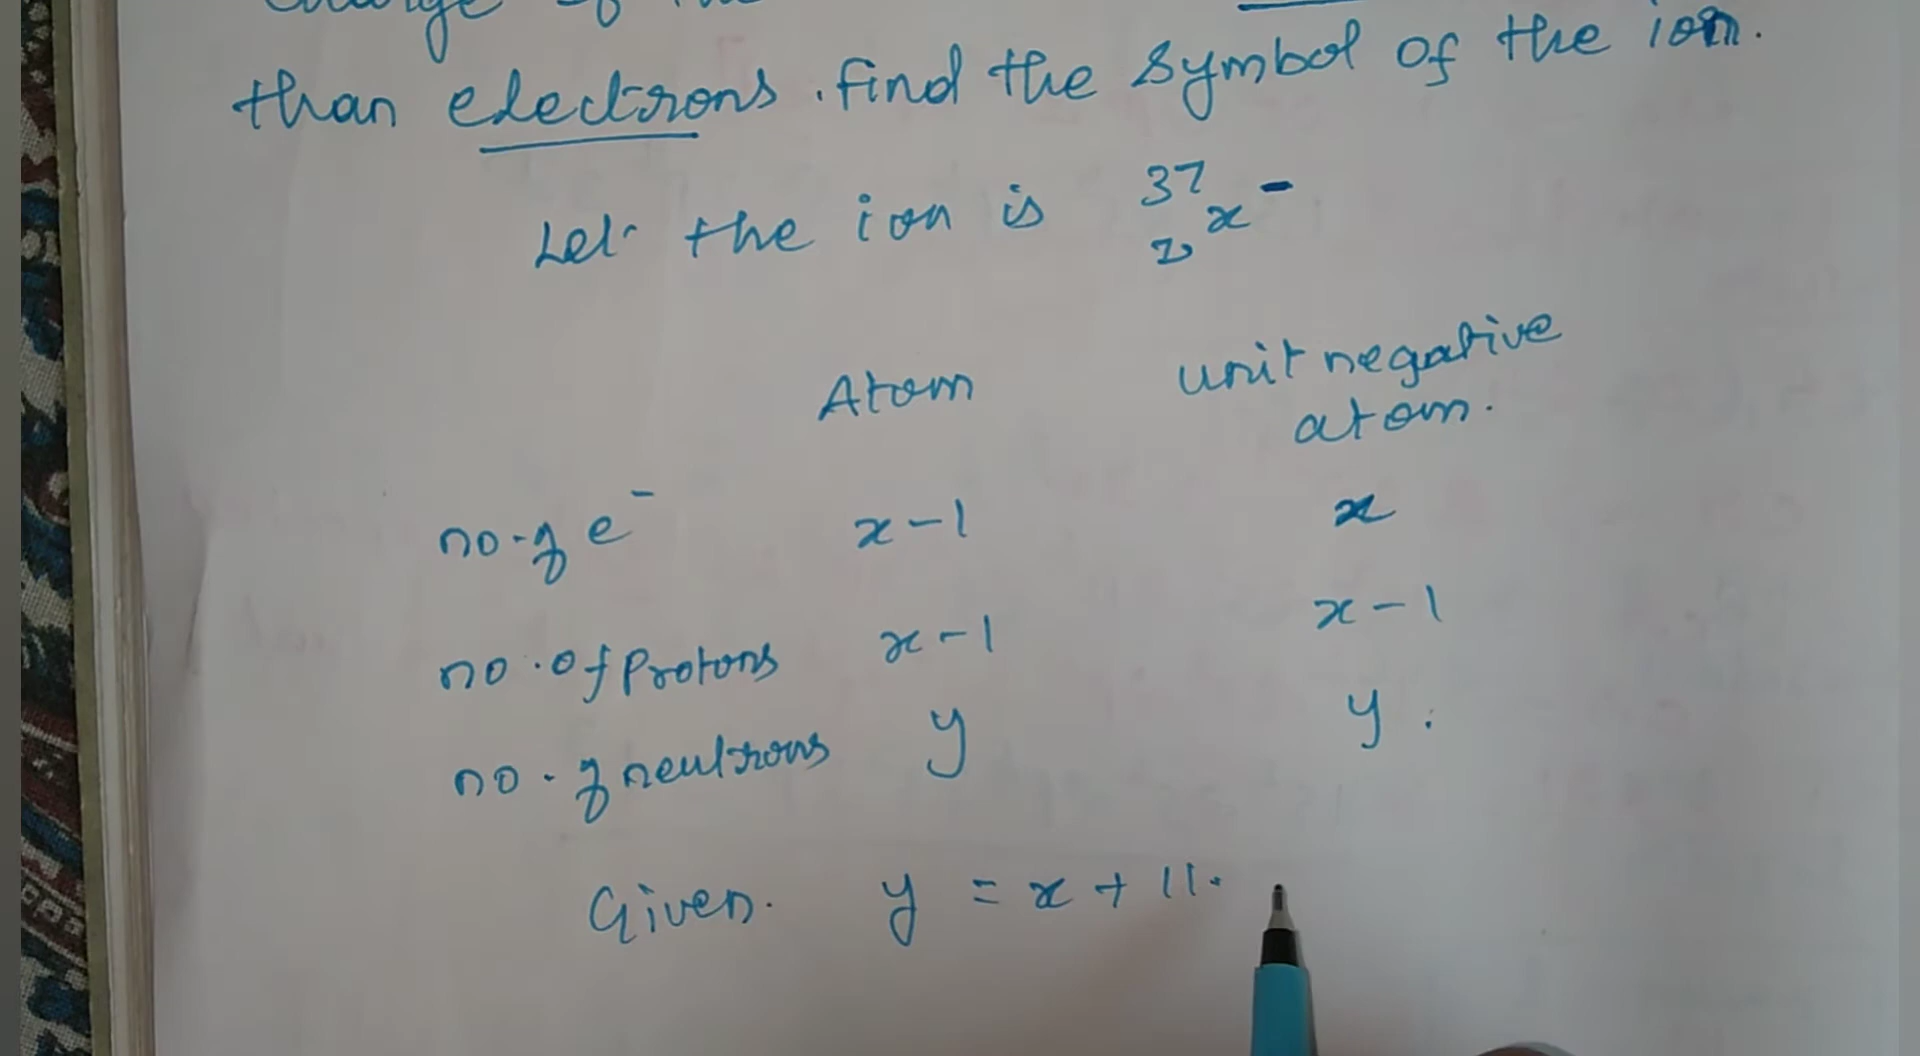 than electrons. find the symbol of the ion.
Let the ion is ³⁷
z x⁻
Atom unit negative
atom.
no. of e⁻ x-1 x
no. of protons x-1 x-1
no. of neutrons y y.
Given. y = x + 11.